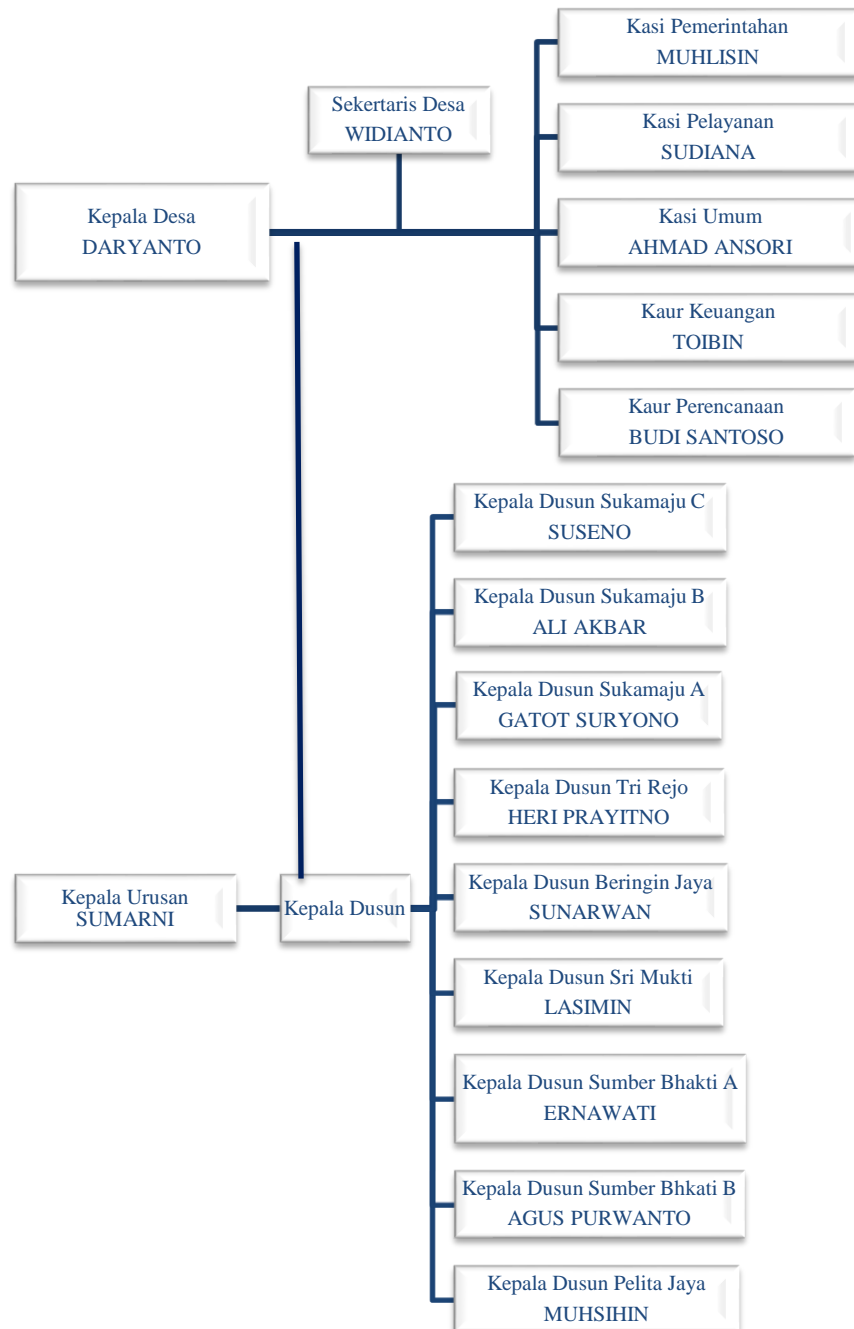 Kasi Pemerintahan
MUHLISIN
Sekertaris Desa
WIDIANTO
Kasi Pelayanan
SUDIANA
Kepala Desa
DARYANTO
Kasi Umum
AHMAD ANSORI
Kaur Keuangan
TOIBIN
Kaur Perencanaan
BUDI SANTOSO
Kepala Dusun Sukamaju C
SUSENO
Kepala Dusun Sukamaju B
ALI AKBAR
Kepala Dusun Sukamaju A
GATOT SURYONO
Kepala Dusun Tri Rejo
HERI PRAYITNO
Kepala Urusan
SUMARNI
Kepala Dusun
Kepala Dusun Beringin Jaya
SUNARWAN
Kepala Dusun Sri Mukti
LASIMIN
Kepala Dusun Sumber Bhakti A
ERNAWATI
Kepala Dusun Sumber Bhkati B
AGUS PURWANTO
Kepala Dusun Pelita Jaya
MUHSIHIN